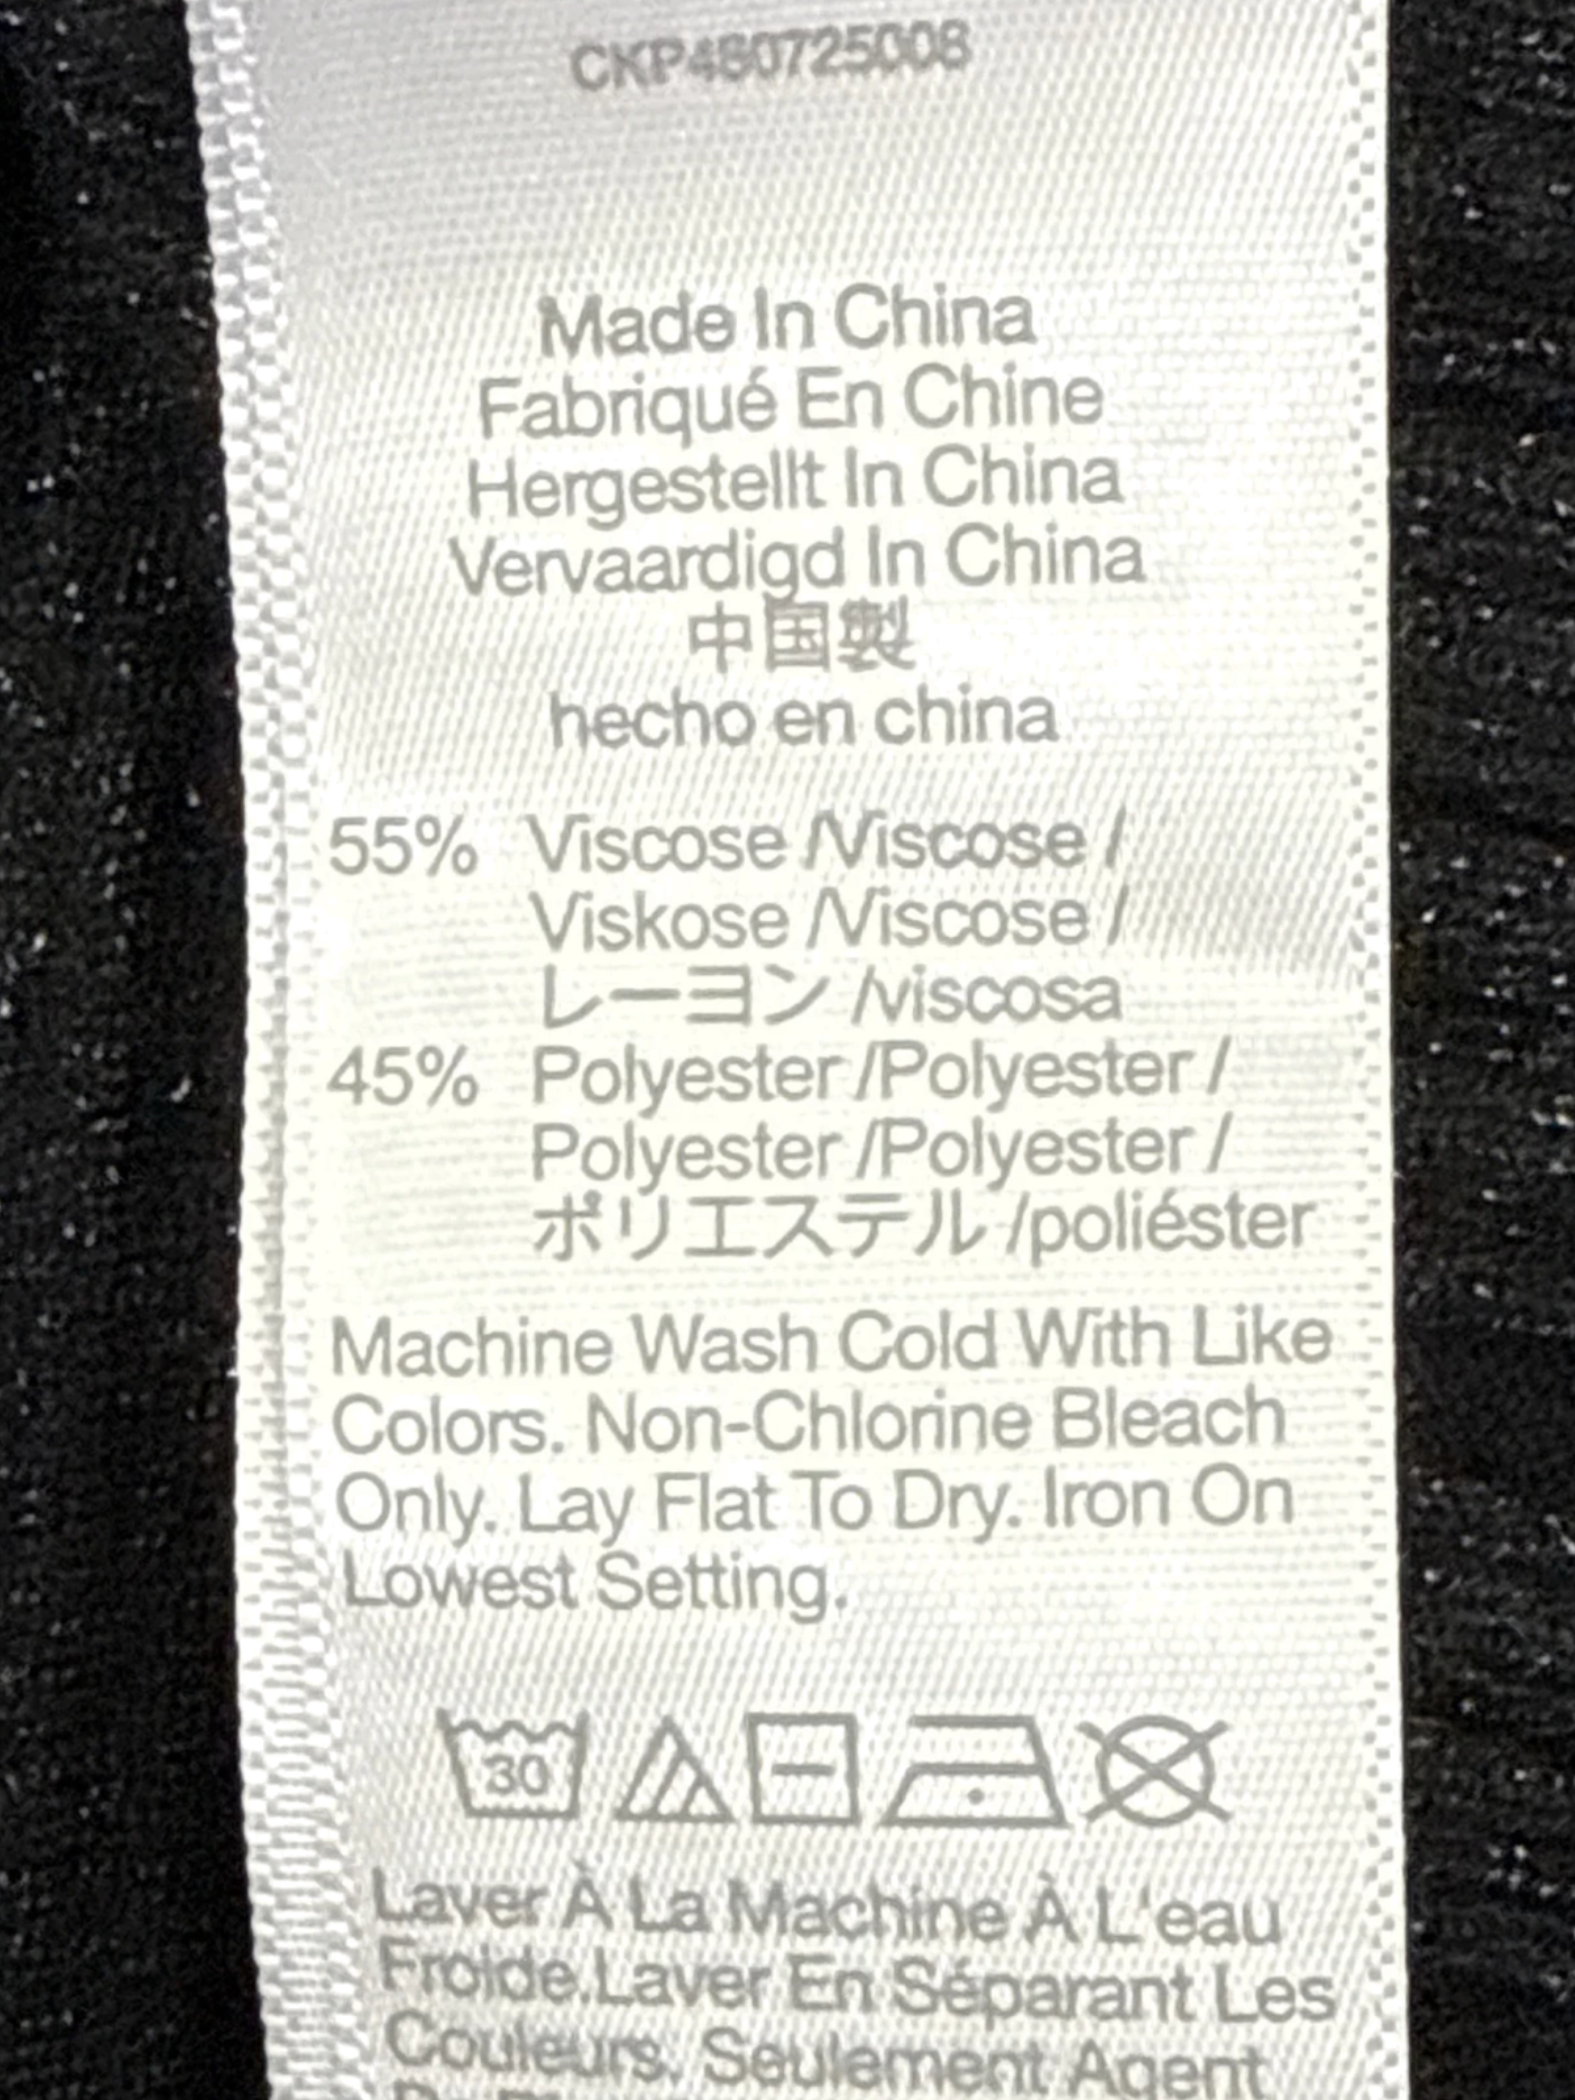 CKP480725008
Made In China
Fabriqué En Chine
Hergestellt In China
Vervaardigd In China
中国製
hecho en china
55% Viscose /Viscose /
Viskose /Viscose /
レーヨン /viscosa
45% Polyester /Polyester /
Polyester /Polyester /
ポリエステル /poliéster
Machine Wash Cold With Like
Colors. Non-Chlorine Bleach
Only. Lay Flat To Dry. Iron On
Lowest Setting.
30
Laver À La Machine À L'eau
Froide.Laver En Séparant Les
Couleurs. Seulement Agent